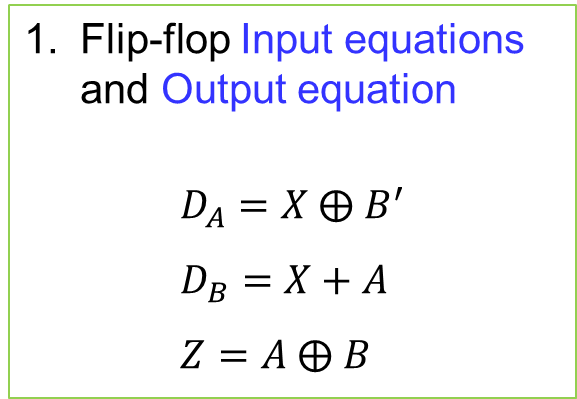 1. Flip-flop Input equations
and Output equation
D_A = X ⊕ B′
D_B = X + A
Z = A ⊕ B